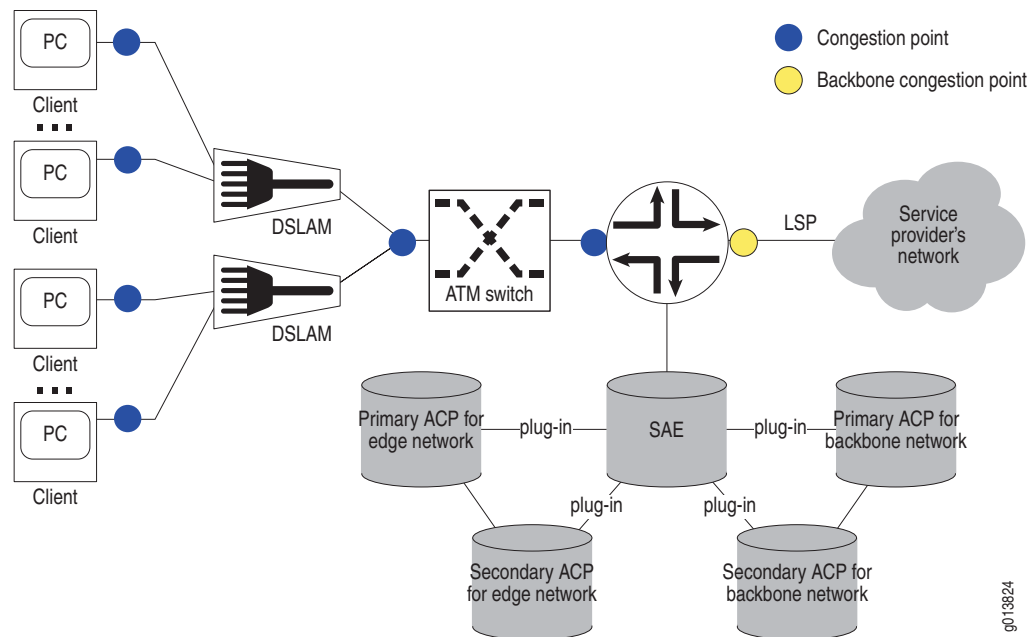 PC
Client
PC
Client
PC
Client
PC
Client
DSLAM
DSLAM
ATM switch
Congestion point
Backbone congestion point
LSP
Service
provider's
network
Primary ACP for
edge network
plug-in
SAE
plug-in
Primary ACP for
backbone network
plug-in
plug-in
Secondary ACP
for edge network
Secondary ACP for
backbone network
g013824